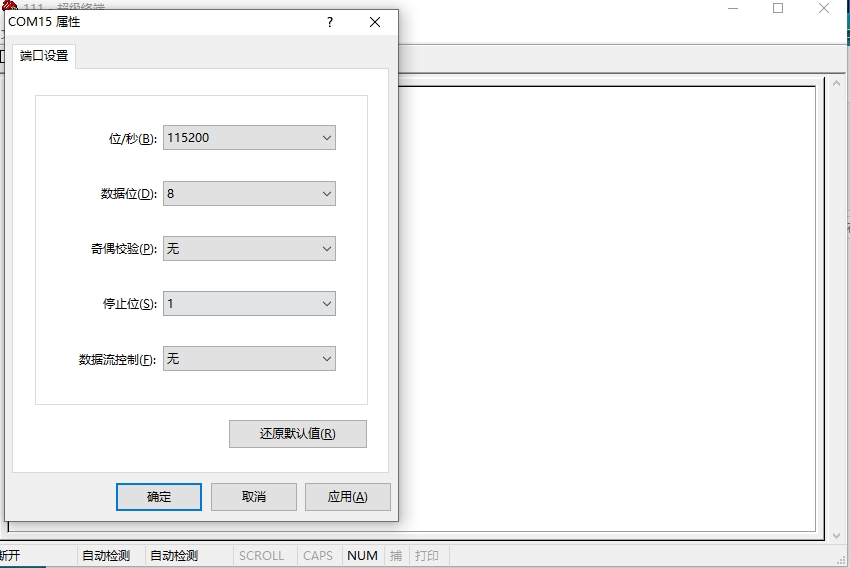 111 - 超级终端
COM15 属性
?
端口设置
位/秒(B): 115200
数据位(D): 8
奇偶校验(P): 无
停止位(S): 1
数据流控制(F): 无
还原默认值(R)
确定 取消 应用(A)
断开 自动检测 自动检测 SCROLL CAPS NUM 捕 打印